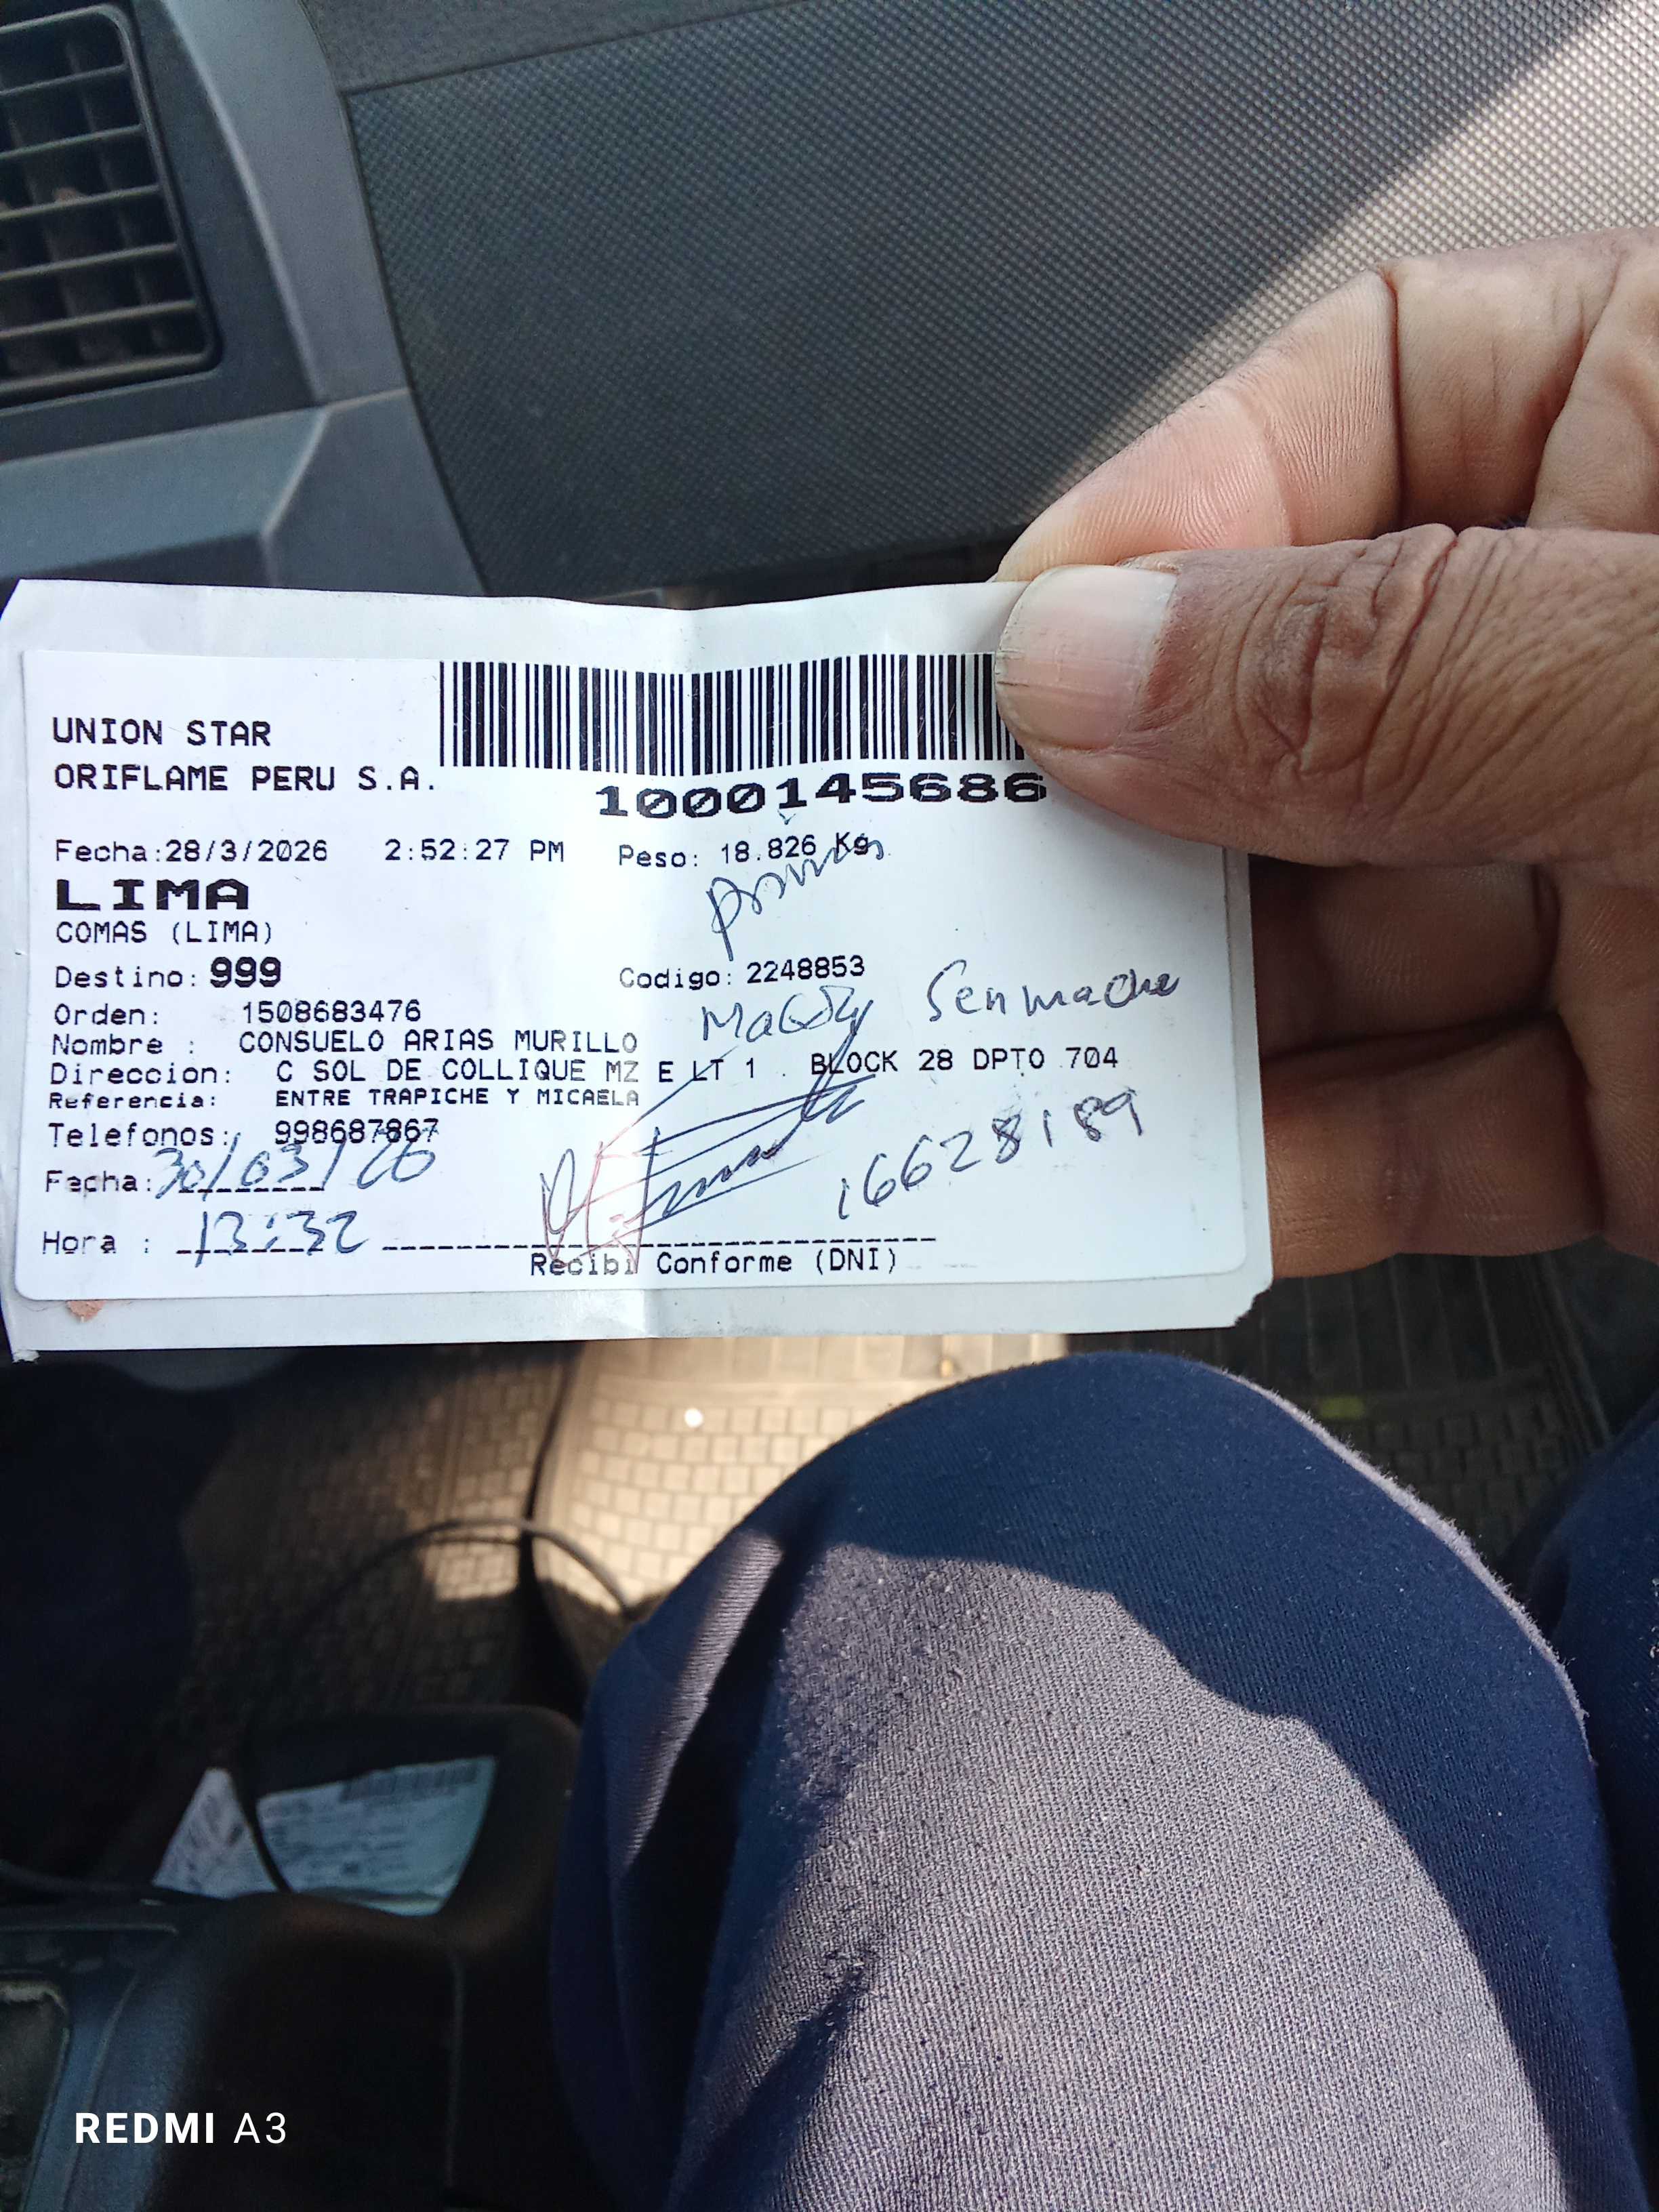 UNION STAR
ORIFLAME PERU S.A.
1000145686
Fecha:28/3/2026 2:52:27 PM Peso: 18.826 Kg.
LIMA
COMAS (LIMA)
Destino: 999 Codigo: 2248853
Senmache
Orden: 1508683476
Nombre : CONSUELO ARIAS MURILLO
Direccion: C SOL DE COLLIQUE MZ E LT 1 . BLOCK 28 DPTO 704
Referencia: ENTRE TRAPICHE Y MICAELA
Telefonos: 998687867
16628189
Fecha: 30/03/26
Hora : 13:32
Recibi Conforme (DNI)
REDMI A3